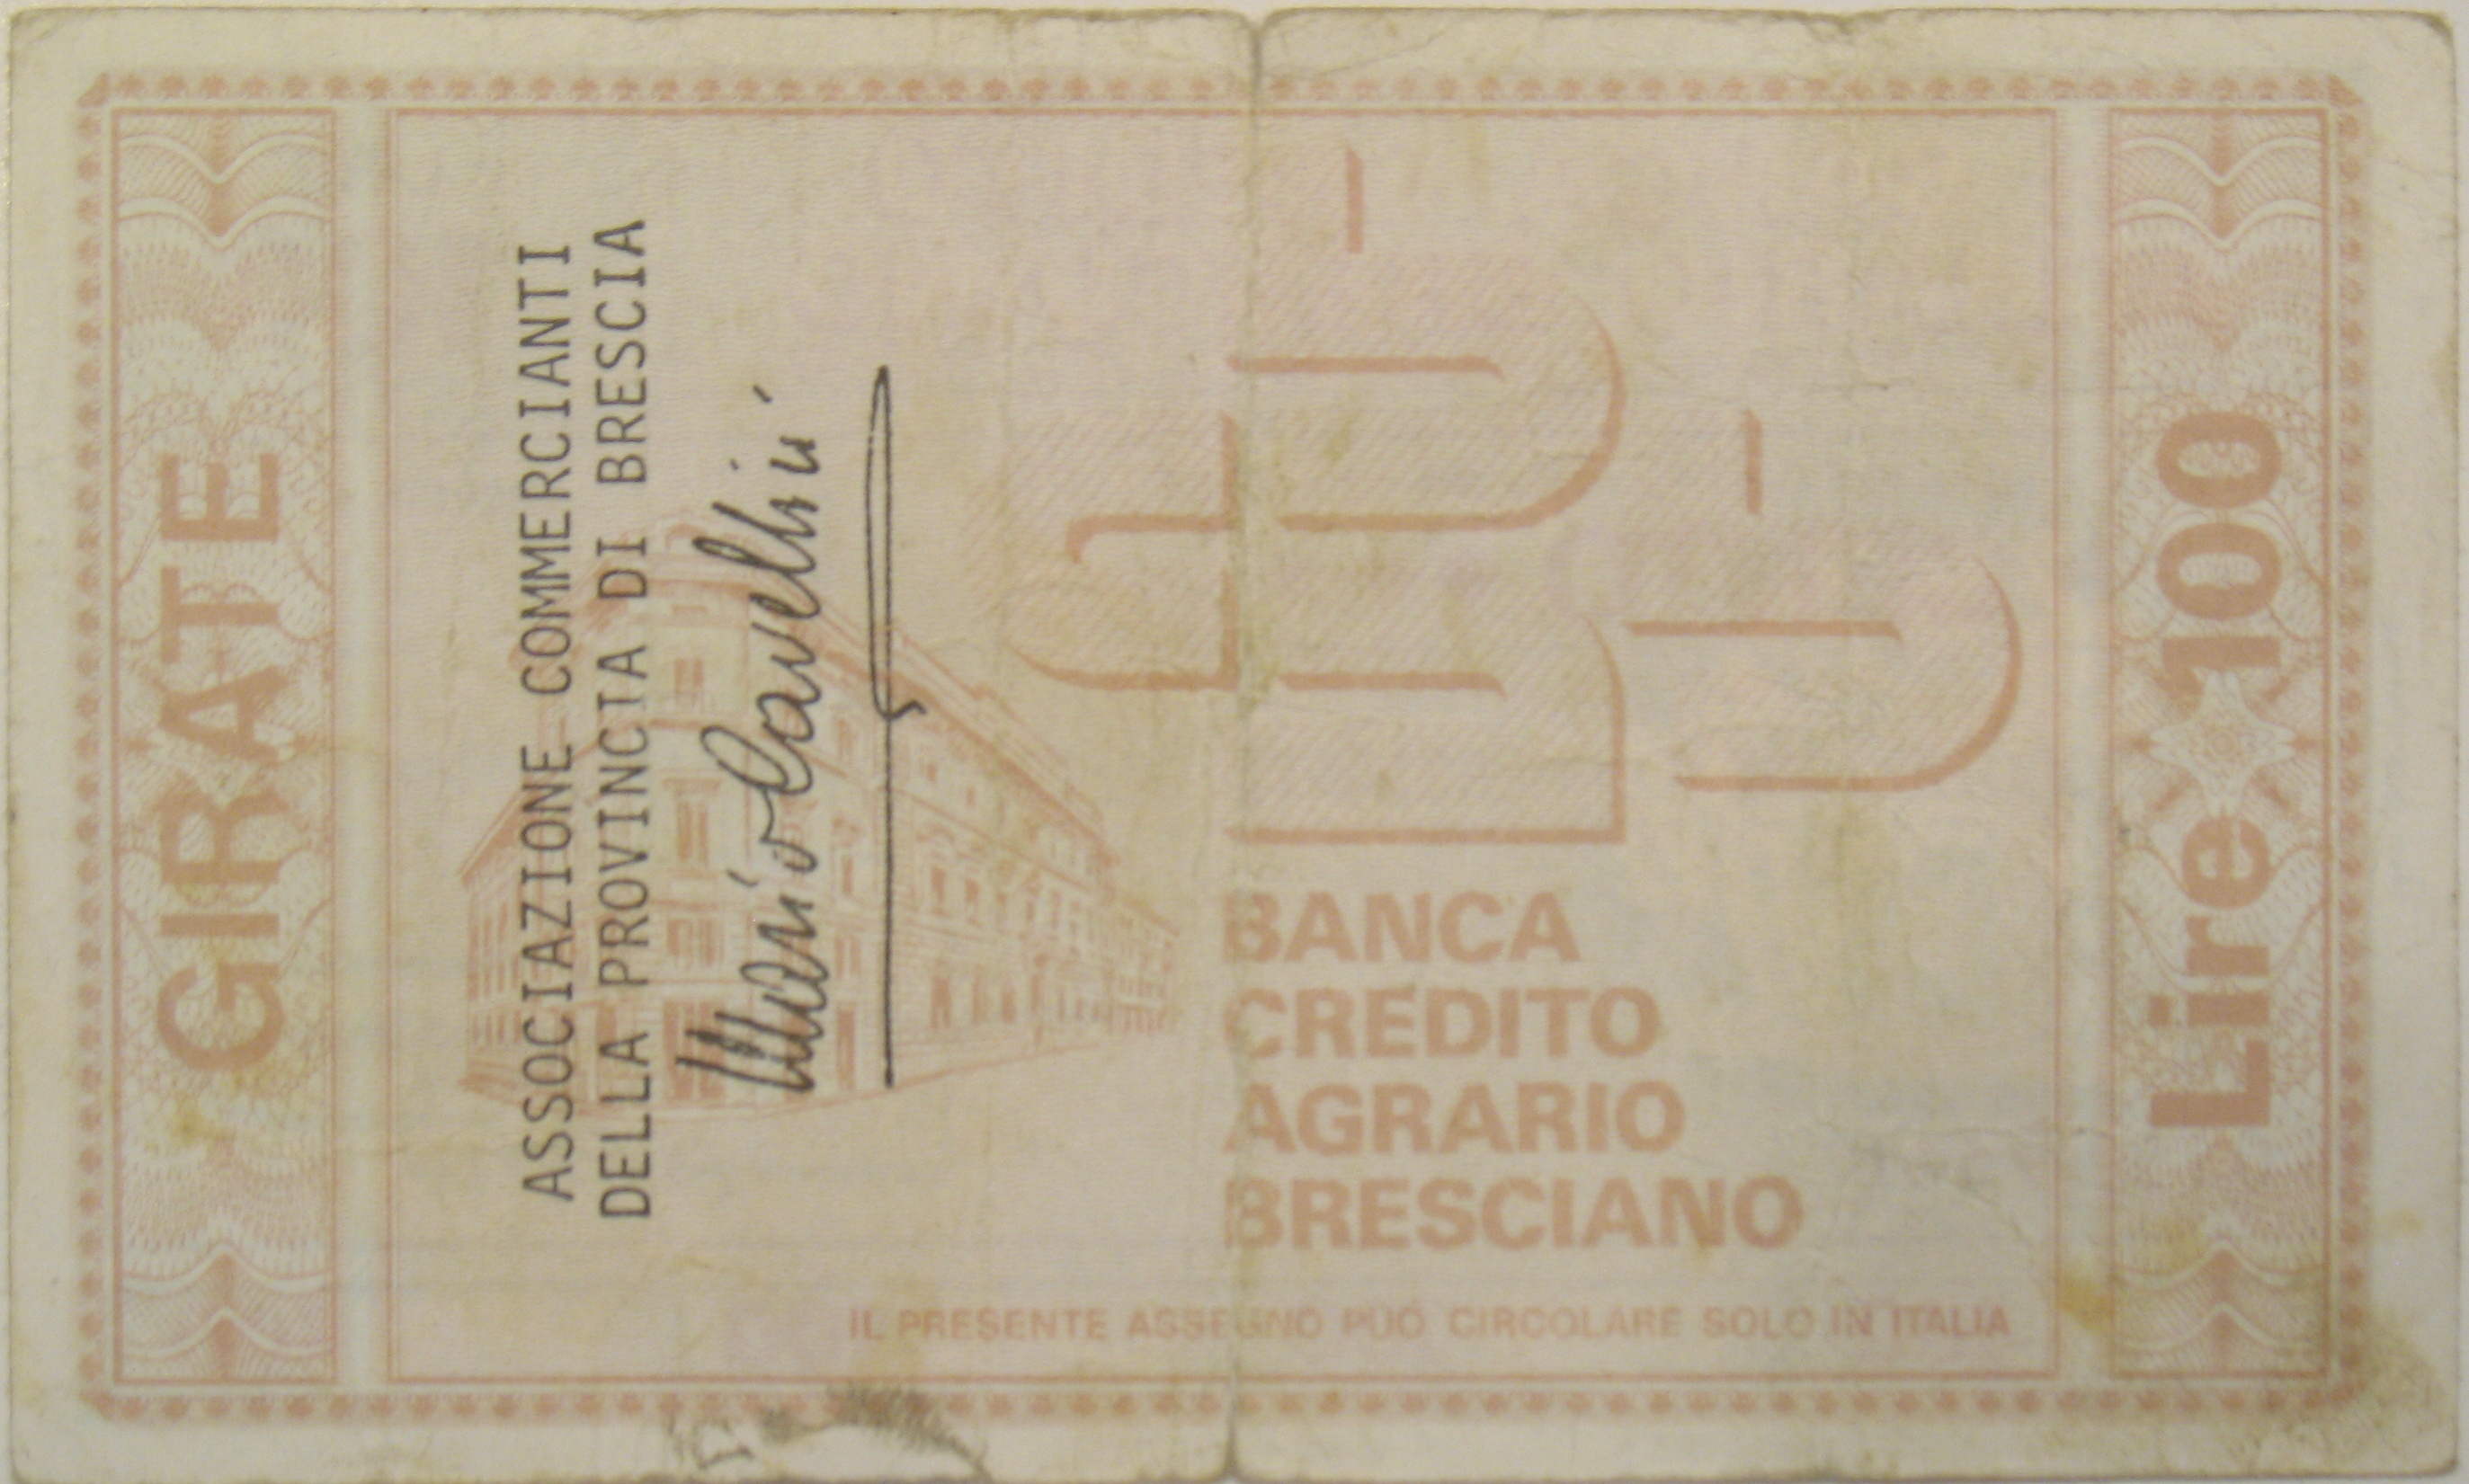 GIRATE
ASSOCIAZIONE COMMERCIANTI
DELLA PROVINCIA DI BRESCIA
BANCA
CREDITO
AGRARIO
BRESCIANO
IL PRESENTE ASSEGNO PUÒ CIRCOLARE SOLO IN ITALIA
Lire 100